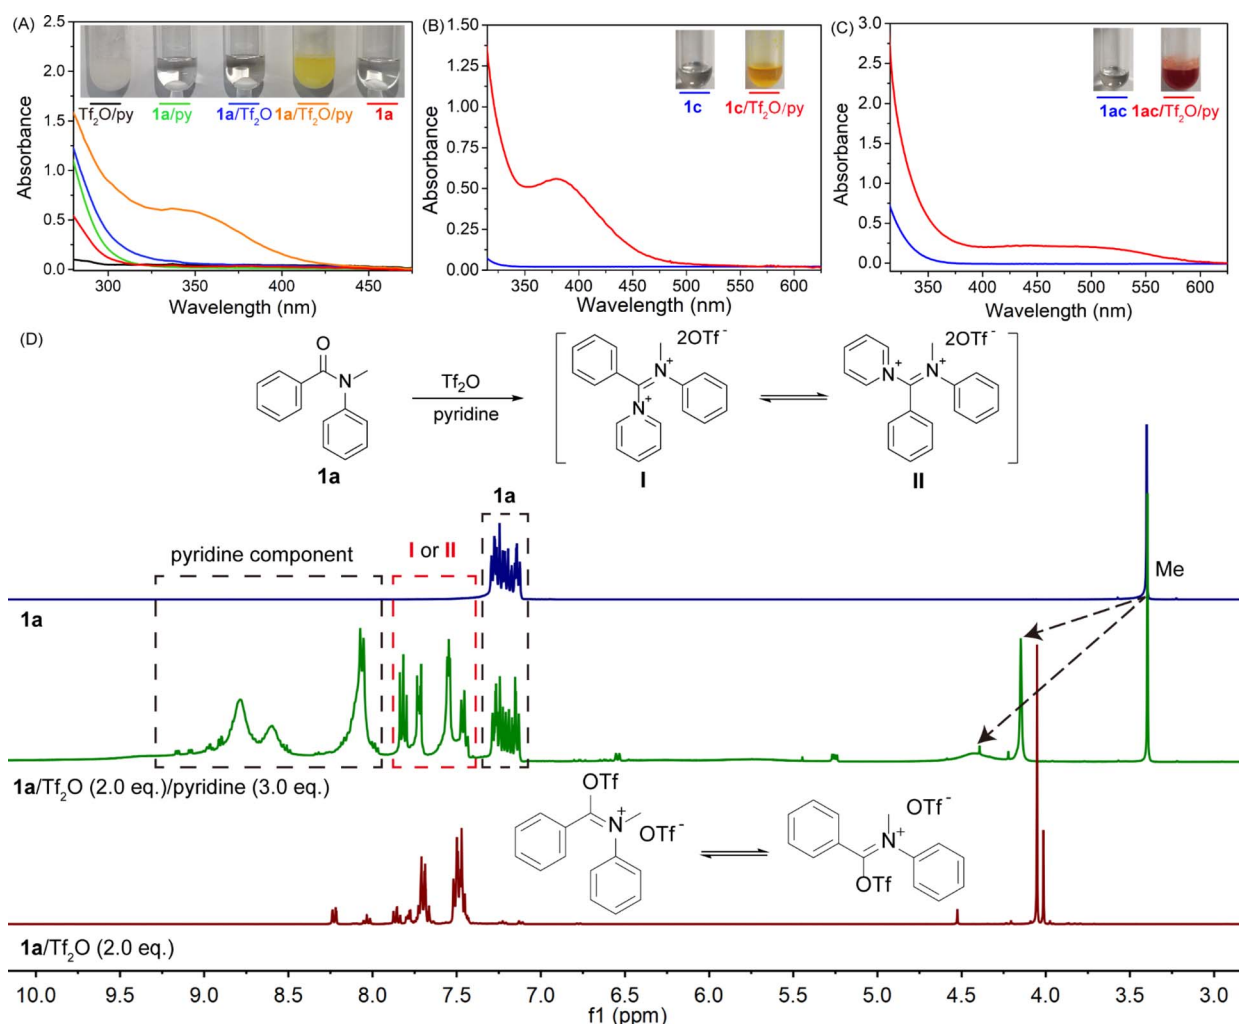 (A)
2.5
2.0
1.5
1.0
0.5
0.0
Absorbance
Tf₂O/py 1a/py 1a/Tf₂O 1a/Tf₂O/py 1a
300 350 400 450
Wavelength (nm)
(B)
1.50
1.25
1.00
0.75
0.50
0.25
0.00
Absorbance
1c 1c/Tf₂O/py
350 400 450 500 550 600
Wavelength (nm)
(C)
3.0
2.5
2.0
1.5
1.0
0.5
0.0
Absorbance
1ac 1ac/Tf₂O/py
350 400 450 500 550 600
Wavelength (nm)
(D)
O
N
1a
Tf₂O
pyridine
2OTf⁻
N⁺
N⁺
I
2OTf⁻
N⁺ N⁺
II
1a
pyridine component
I or II
Me
1a
1a/Tf₂O (2.0 eq.)/pyridine (3.0 eq.)
OTf
N⁺
OTf⁻
OTf⁻
N⁺
OTf
1a/Tf₂O (2.0 eq.)
10.0 9.5 9.0 8.5 8.0 7.5 7.0 6.5 6.0 5.5 5.0 4.5 4.0 3.5 3.0
f1 (ppm)